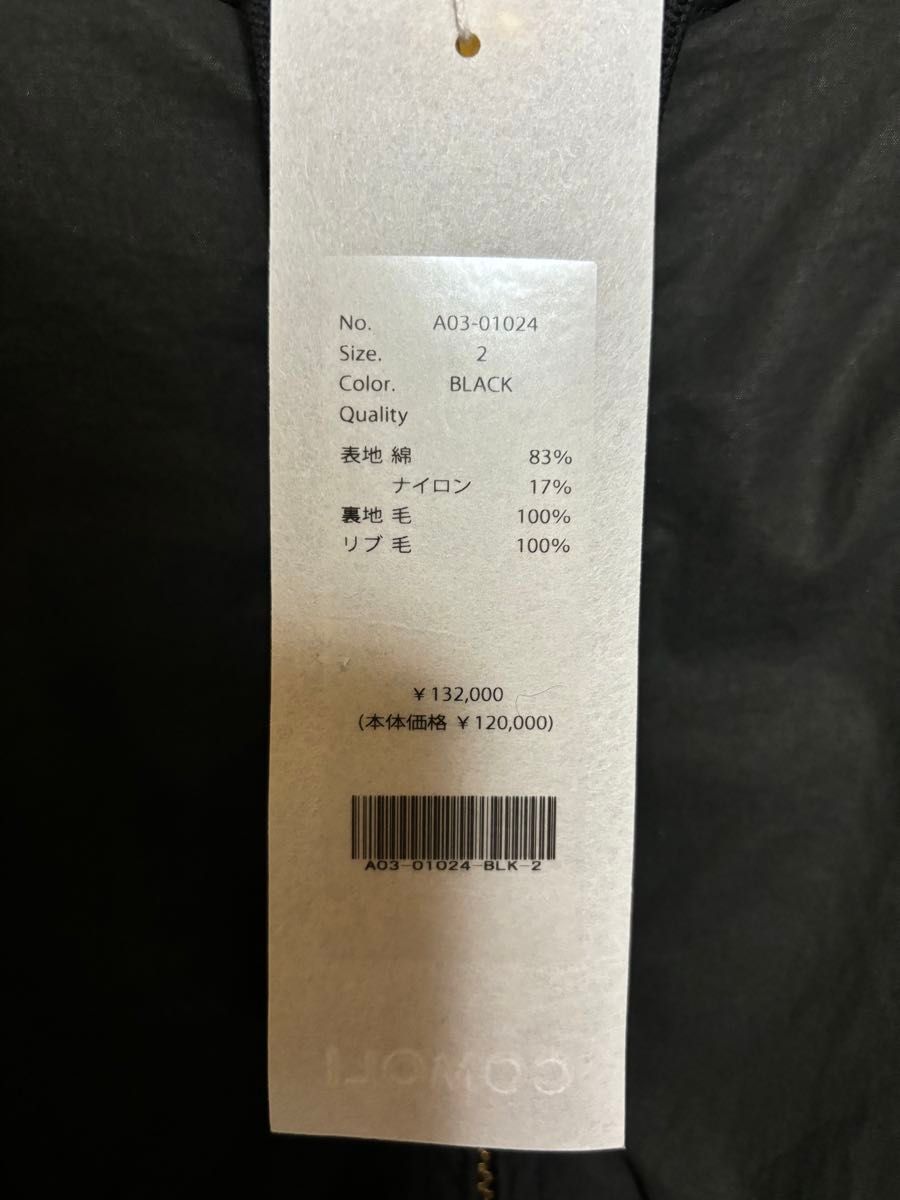 No. A03-01024
Size. 2
Color. BLACK
Quality
表地 綿 83%
ナイロン 17%
裏地 毛 100%
リブ 毛 100%
￥132,000
(本体価格 ￥120,000)
A03-01024-BLK-2
COMOLI